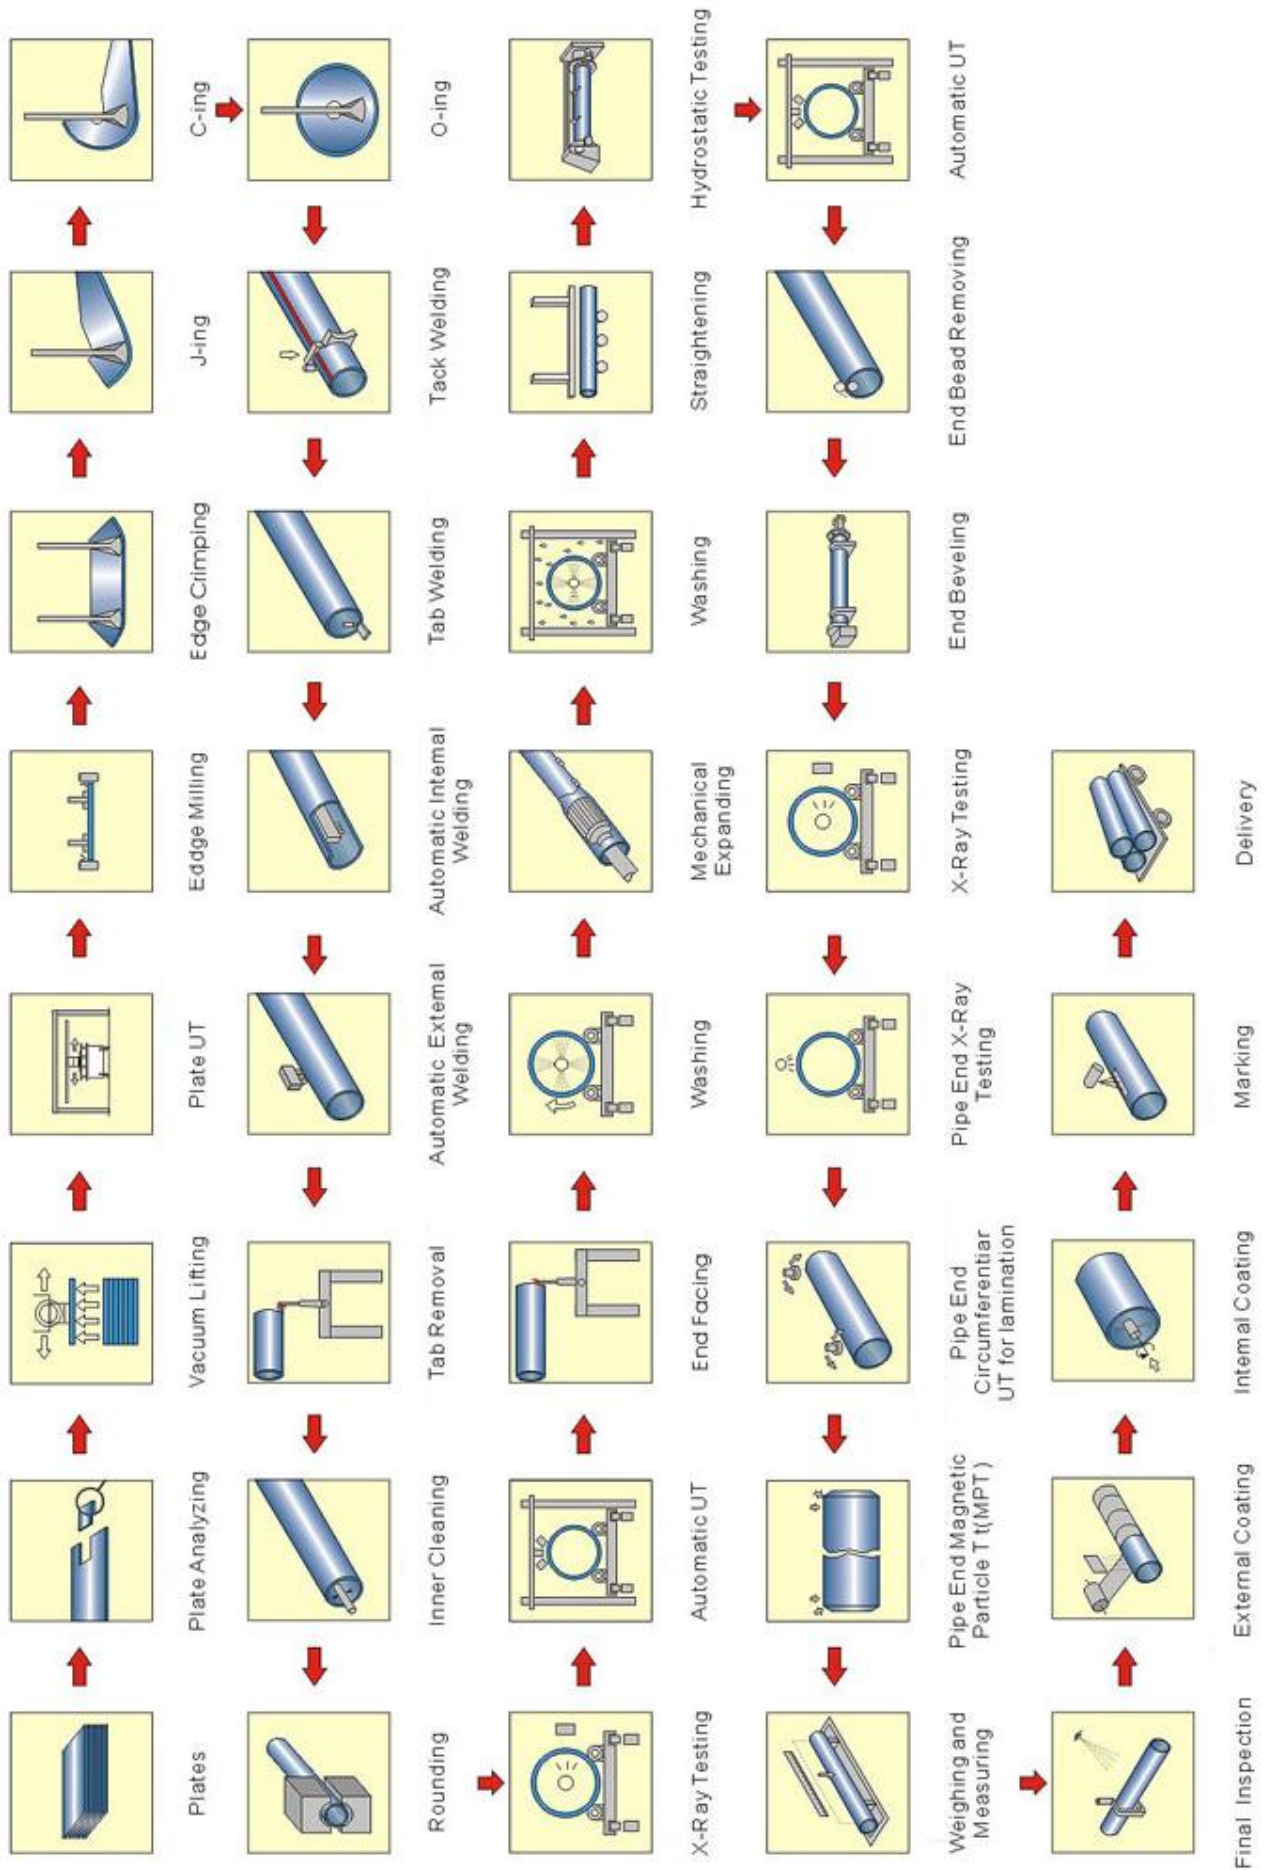 Plates
Plate Analyzing
Vacuum Lifting
Plate UT
Eddge Milling
Edge Crimping
J-ing
C-ing
Rounding
Inner Cleaning
Tab Removal
Automatic External
Welding
Automatic Internal
Welding
Tab Welding
Tack Welding
O-ing
X-Ray Testing
Automatic UT
End Facing
Washing
Mechanical
Expanding
Washing
Straightening
Hydrostatic Testing
Weighing and
Measuring
Pipe End Magnetic
Particle T t(MPT )
Pipe End
Circumferentiar
UT for lamination
Pipe End X-Ray
Testing
X-Ray Testing
End Beveling
End Bead Removing
Automatic UT
Final Inspection
External Coating
Internal Coating
Marking
Delivery